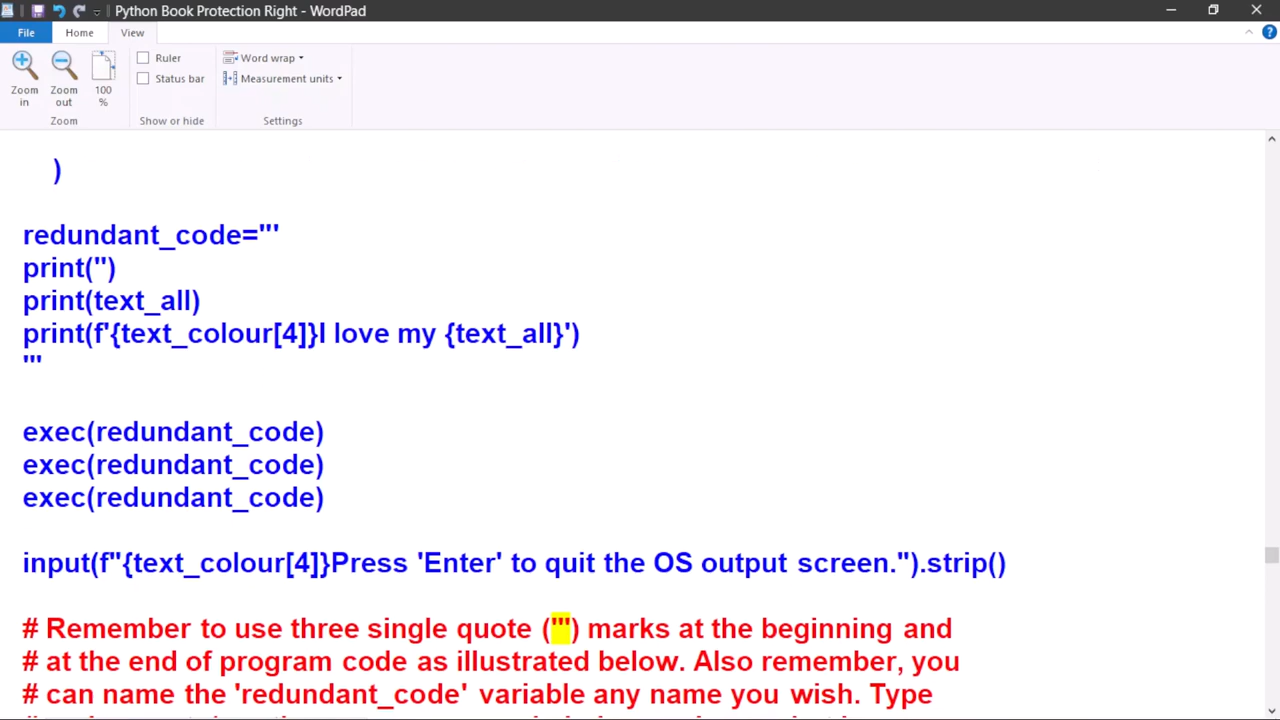 Python Book Protection Right - WordPad
File Home View
Zoom in
Zoom out
100 %
Ruler
Status bar
Word wrap
Measurement units
Zoom
Show or hide
Settings
)
redundant_code='''
print('')
print(text_all)
print(f'{text_colour[4]}I love my {text_all}')
'''
exec(redundant_code)
exec(redundant_code)
exec(redundant_code)
input(f"{text_colour[4]}Press 'Enter' to quit the OS output screen.").strip()
# Remember to use three single quote (''') marks at the beginning and
# at the end of program code as illustrated below. Also remember, you
# can name the 'redundant_code' variable any name you wish. Type